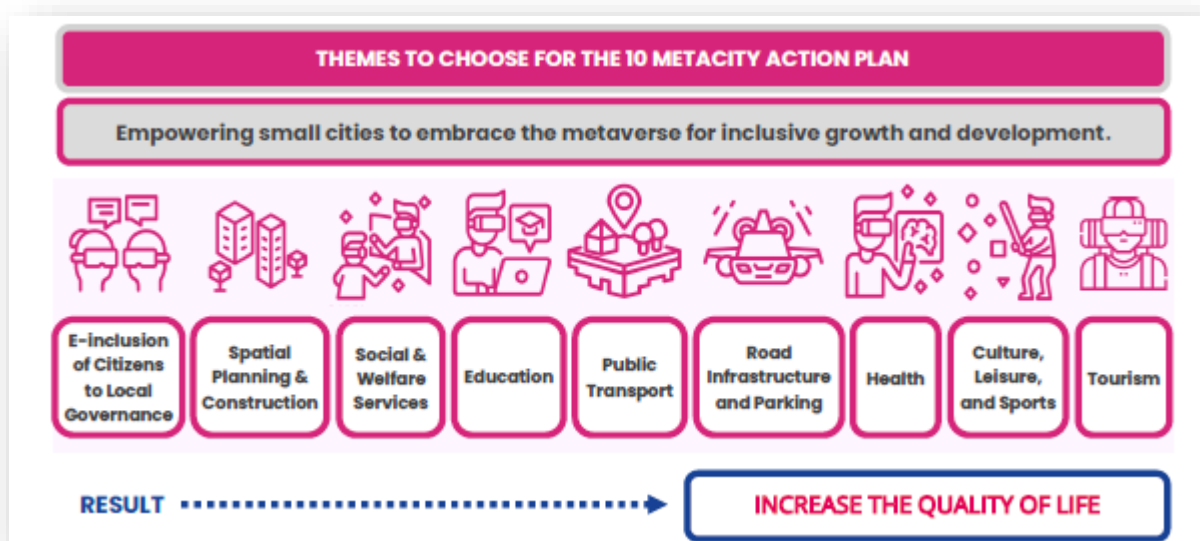 THEMES TO CHOOSE FOR THE 10 METACITY ACTION PLAN
Empowering small cities to embrace the metaverse for inclusive growth and development.
E-inclusion
of Citizens
to Local
Governance
Spatial
Planning &
Construction
Social &
Welfare
Services
Education
Public
Transport
Road
Infrastructure
and Parking
Health
Culture,
Leisure,
and Sports
Tourism
RESULT
INCREASE THE QUALITY OF LIFE